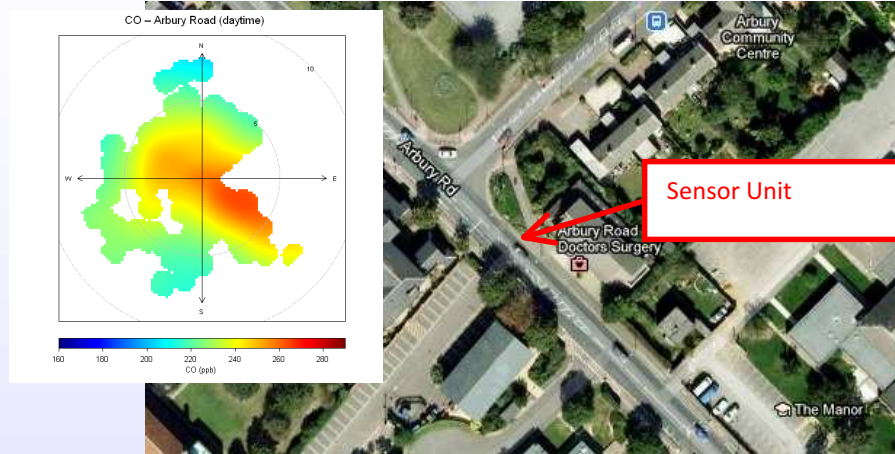 CO – Arbury Road (daytime)
N
10
5
W
E
S
160 180 200 220 240 260 280
CO (ppb)
Arbury
Community
Centre
Arbury Rd
Sensor Unit
Arbury Road
Doctors Surgery
The Manor